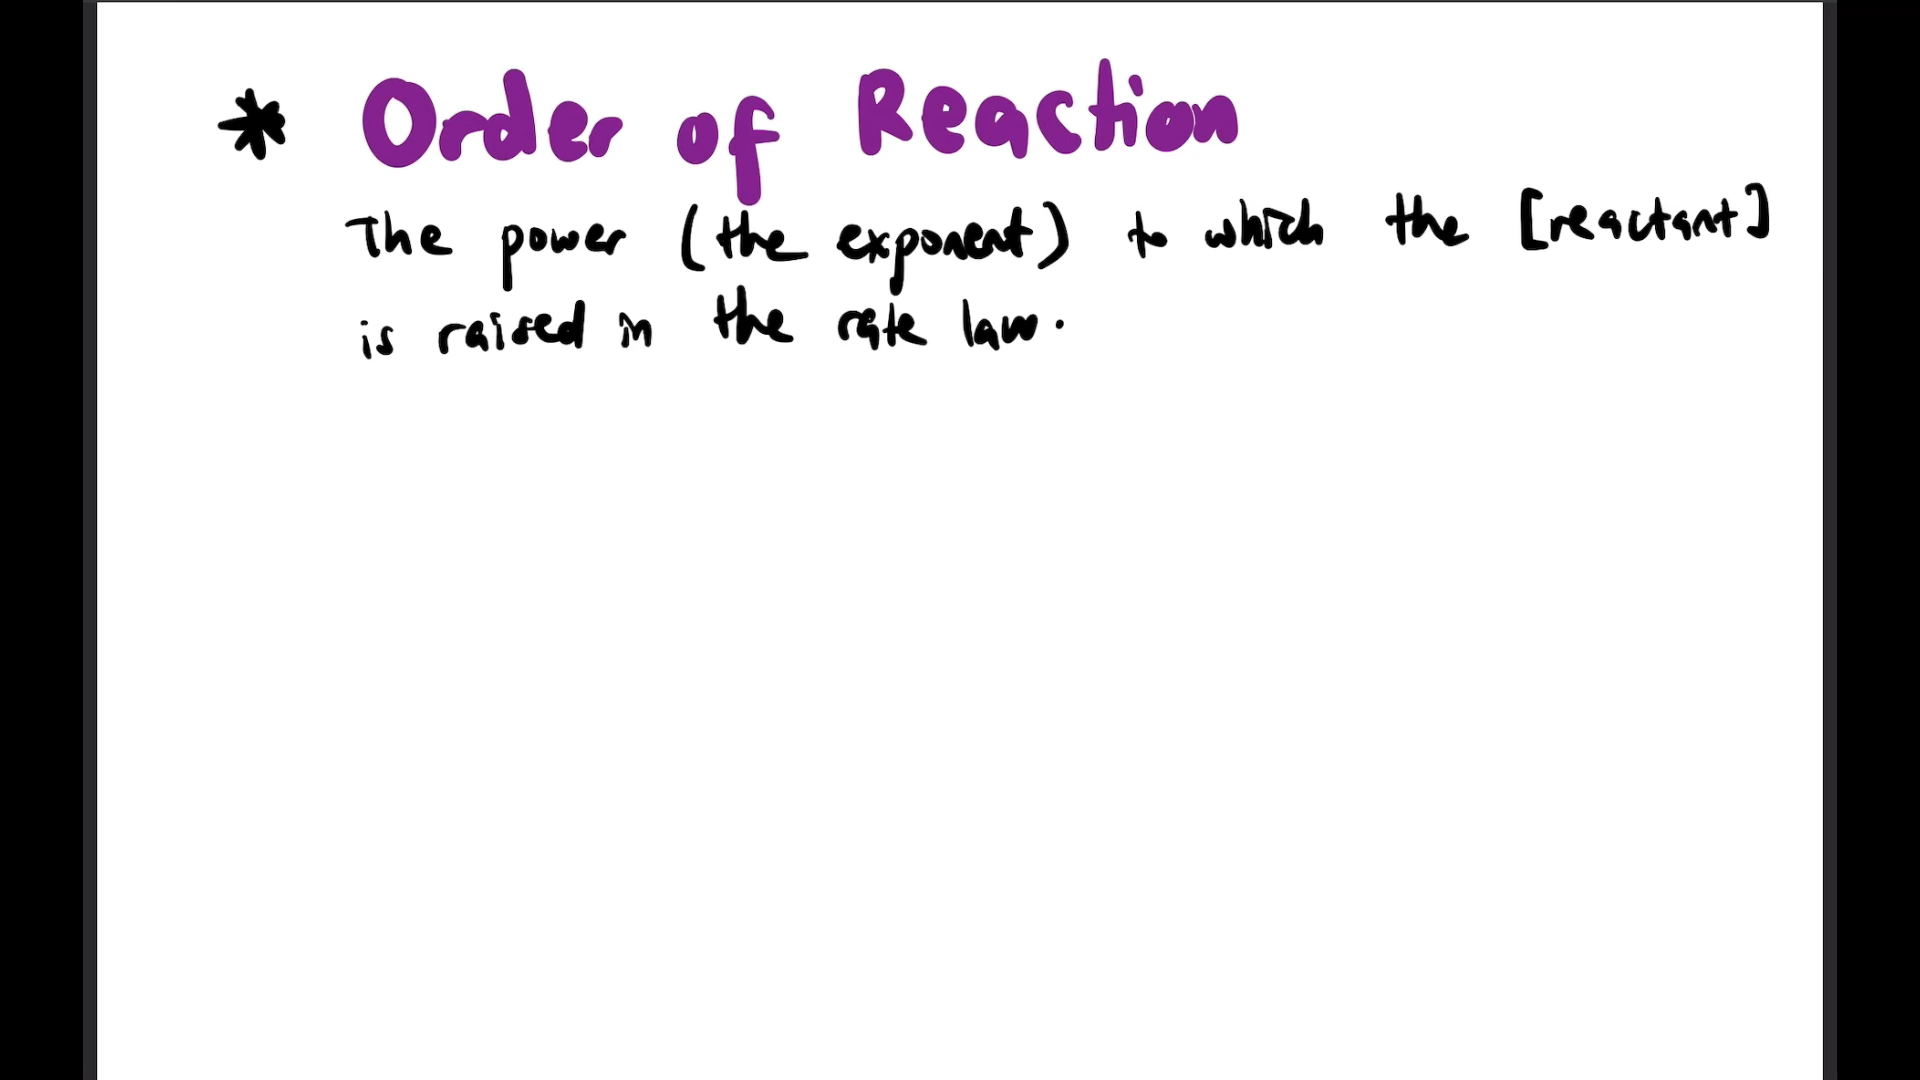 * Order of Reaction
The power (the exponent) to which the [reactant]
is raised in the rate law.